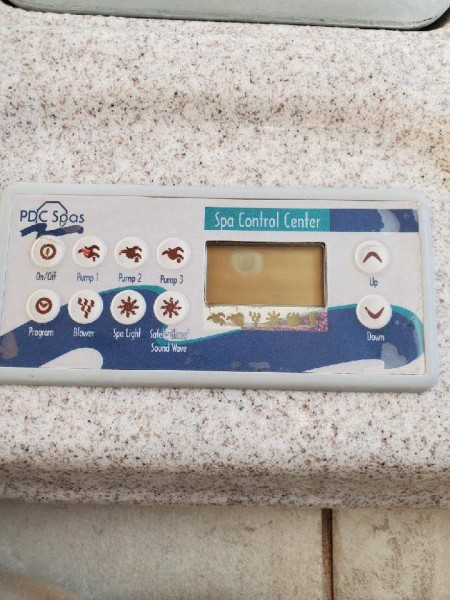 PDC Spas
Spa Control Center
On/Off Pump 1 Pump 2 Pump 3
Up
Program Blower Spa Light
Sound Wave
Down